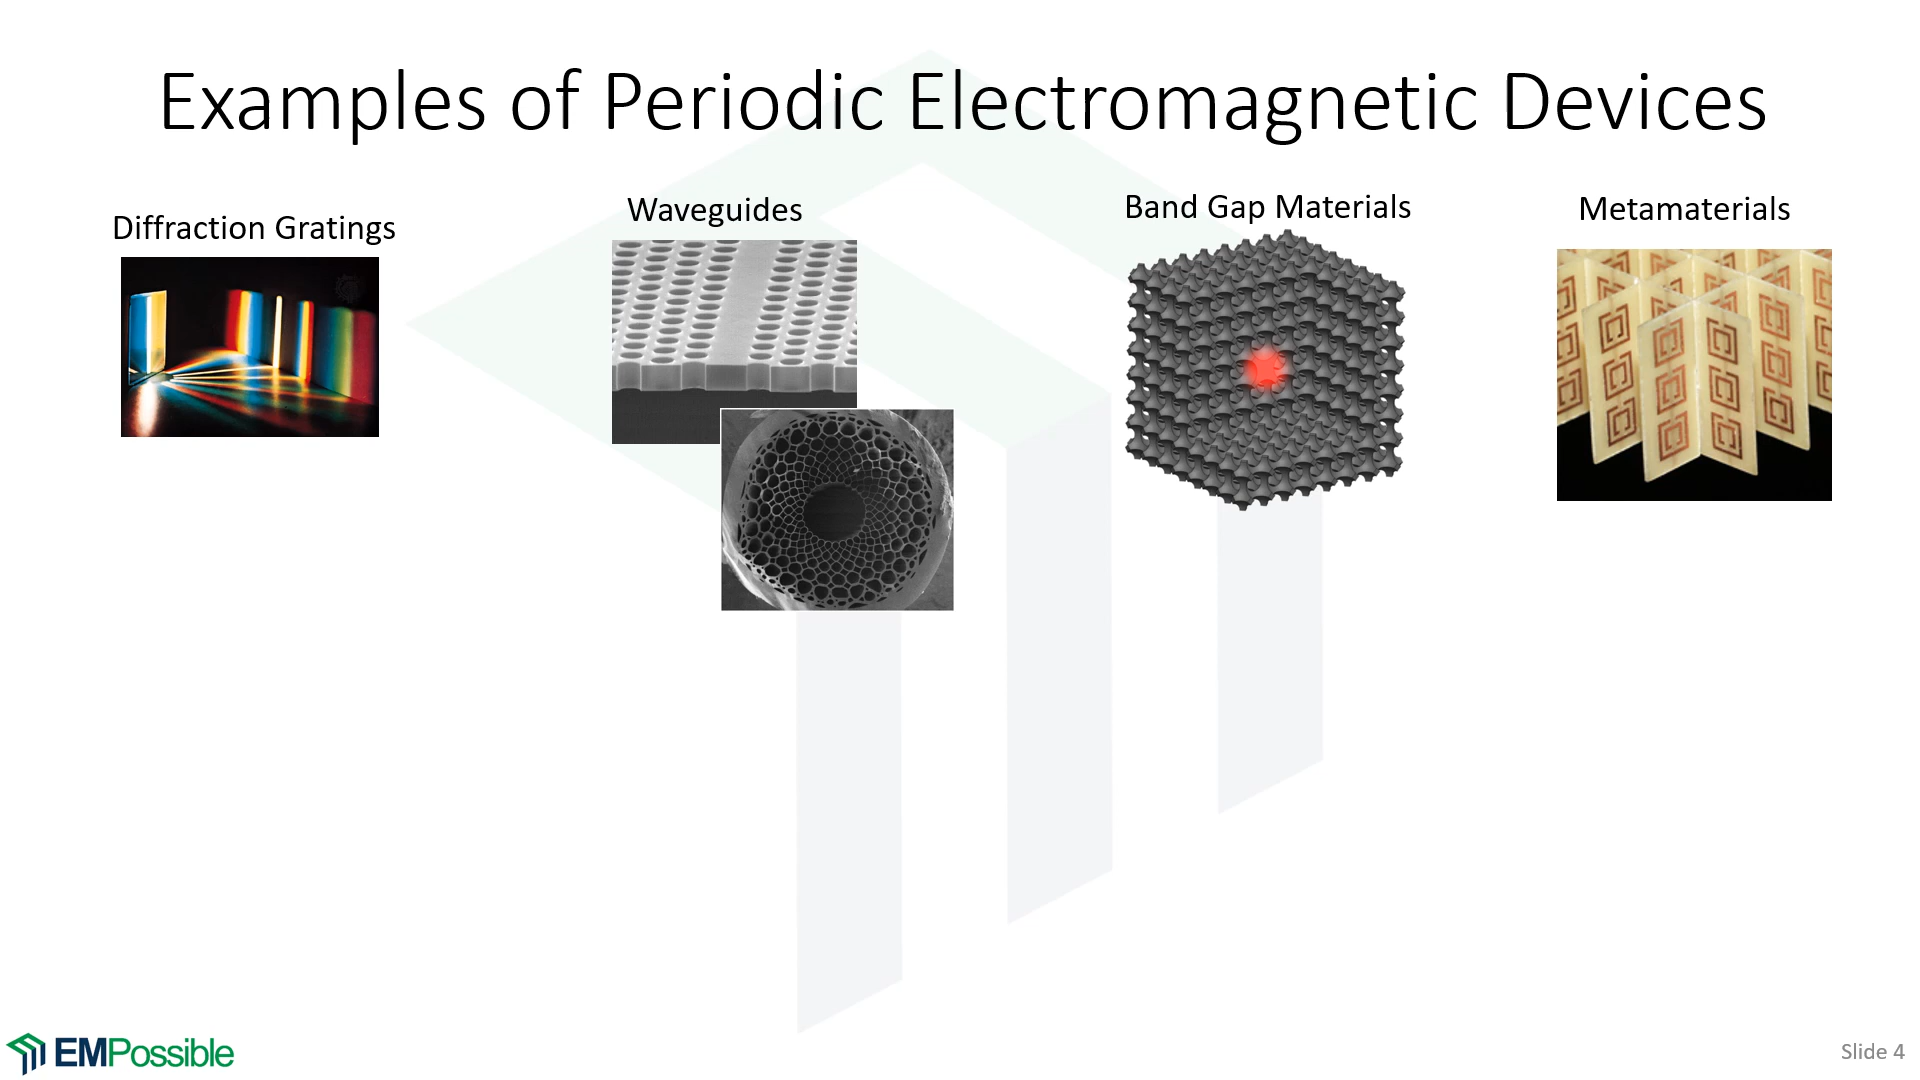 Examples of Periodic Electromagnetic Devices
Diffraction Gratings
Waveguides
Band Gap Materials
Metamaterials
EMPossible
Slide 4